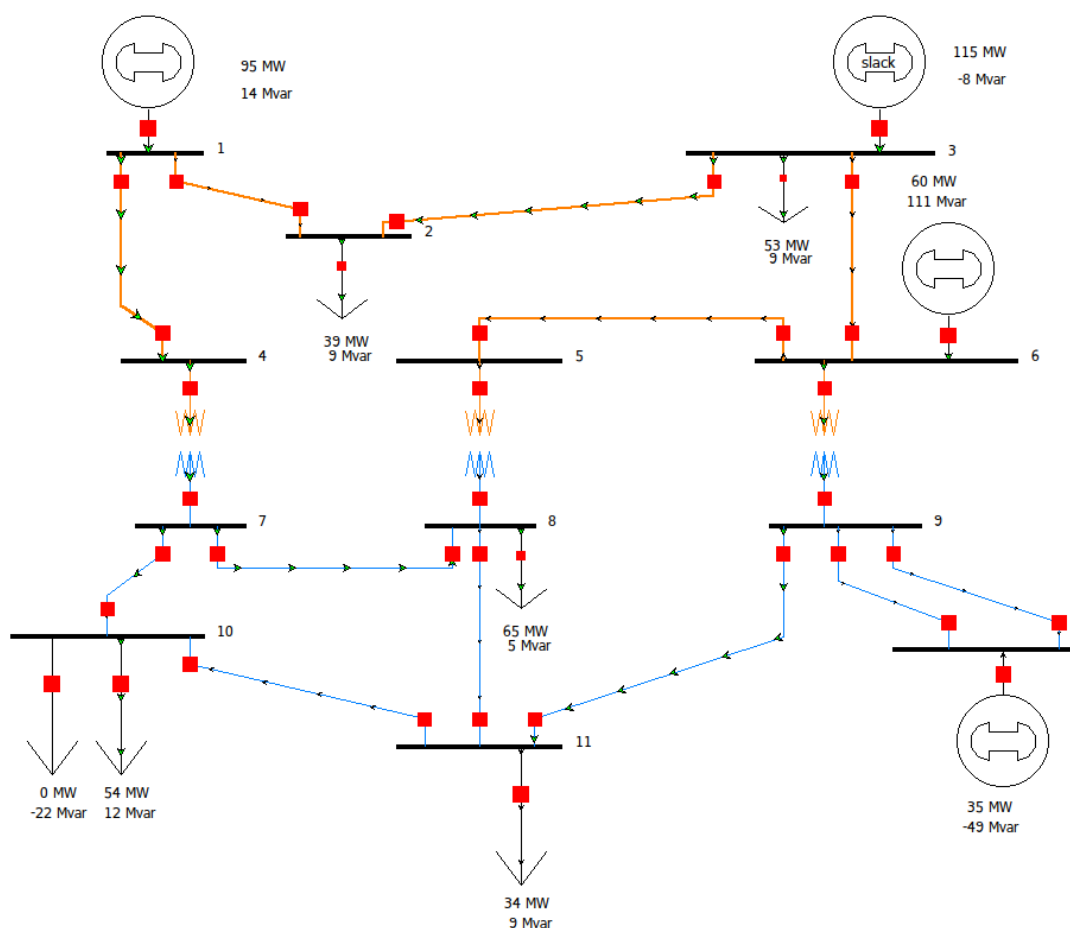 95 MW
14 Mvar
slack
115 MW
-8 Mvar
1
3
60 MW
111 Mvar
2
53 MW
9 Mvar
39 MW
9 Mvar
4
5
6
7
8
9
10
65 MW
5 Mvar
11
0 MW
-22 Mvar
54 MW
12 Mvar
35 MW
-49 Mvar
34 MW
9 Mvar